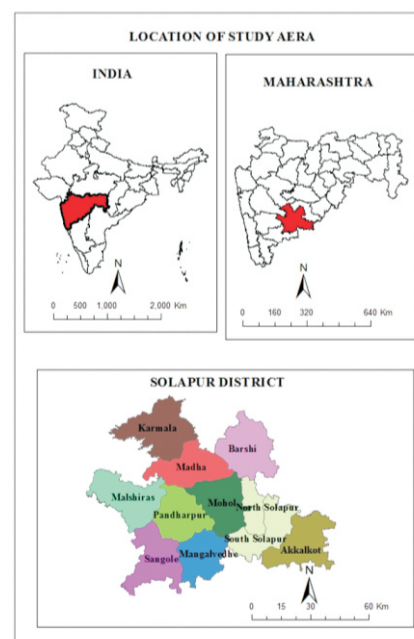 LOCATION OF STUDY AERA
INDIA
N
0 500 1,000 2,000 Km
MAHARASHTRA
N
0 160 320 640 Km
SOLAPUR DISTRICT
Karmala
Barshi
Madha
Malshiras
Mohol
North Solapur
Pandharpur
South Solapur
Akkalkot
Sangole
Mangalvedhe
N
0 15 30 60 Km